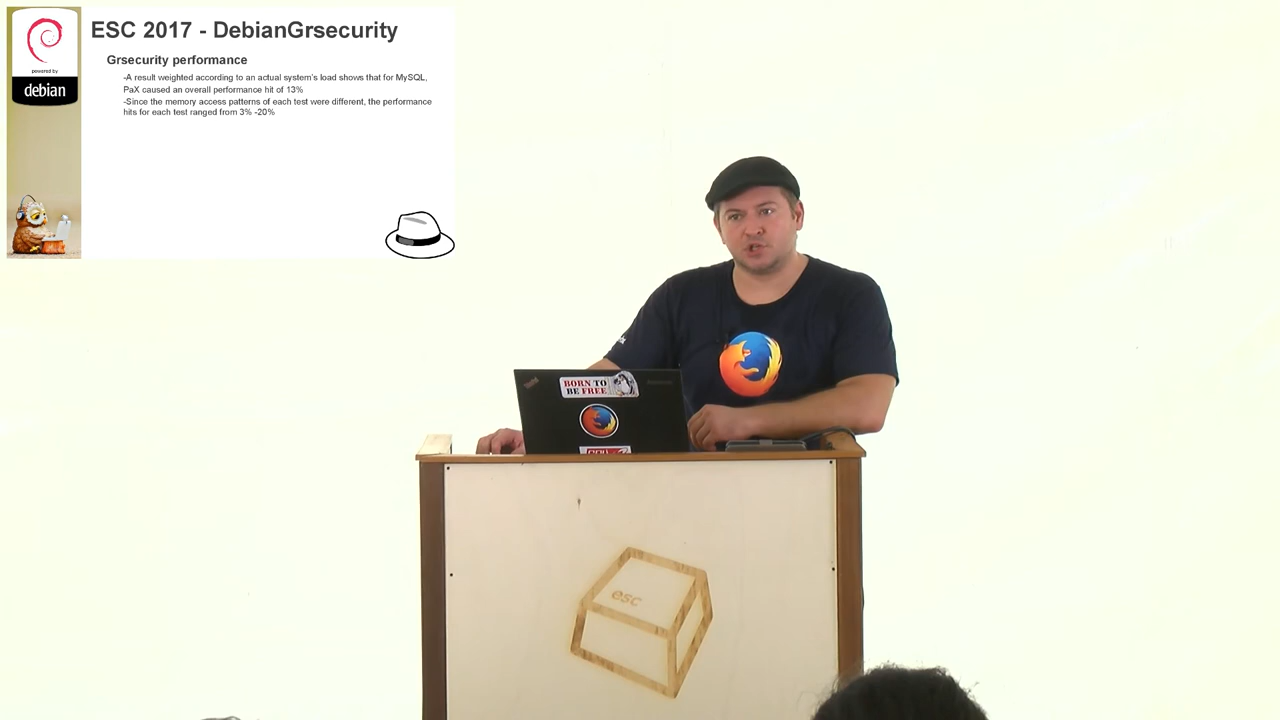 ESC 2017 - DebianGrsecurity
Grsecurity performance
-A result weighted according to an actual system's load shows that for MySQL,
PaX caused an overall performance hit of 13%
-Since the memory access patterns of each test were different, the performance
hits for each test ranged from 3% -20%
powered by
debian
BORN TO
BE FREE
esc